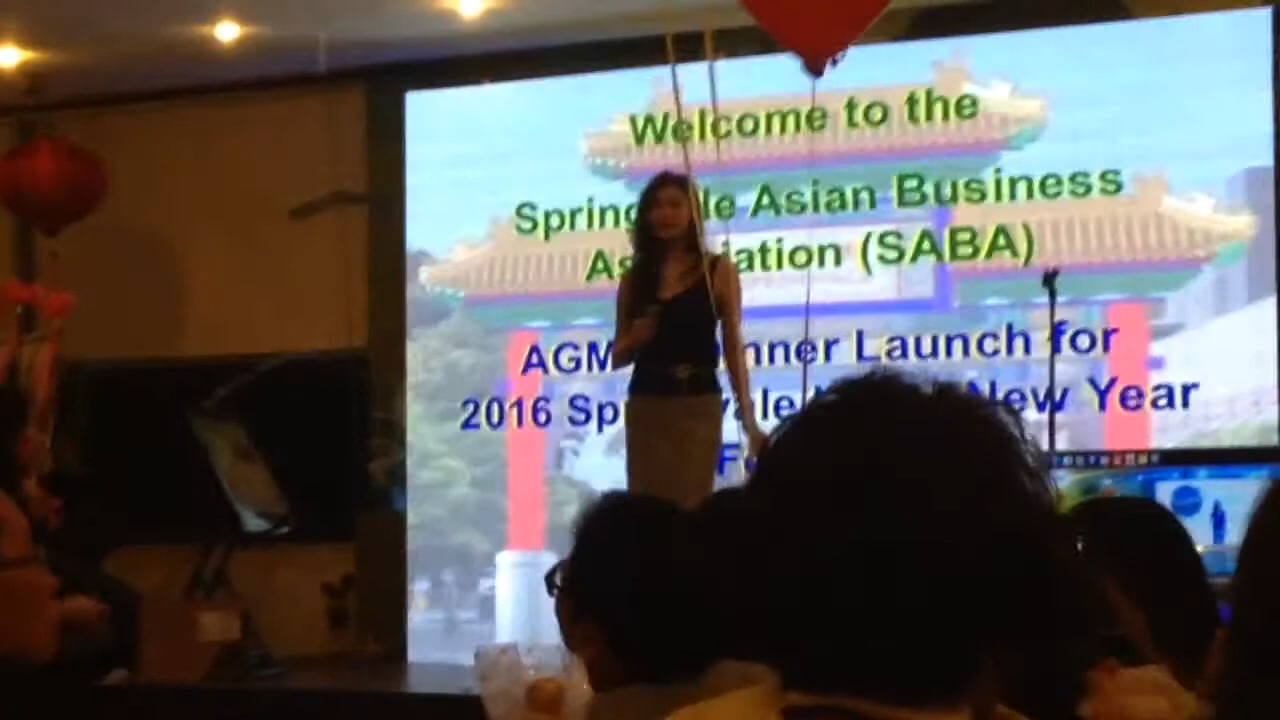 Welcome to the
Spring le Asian Business
As iation (SABA)
AGM nner Launch for
2016 Sp vale New Year
F